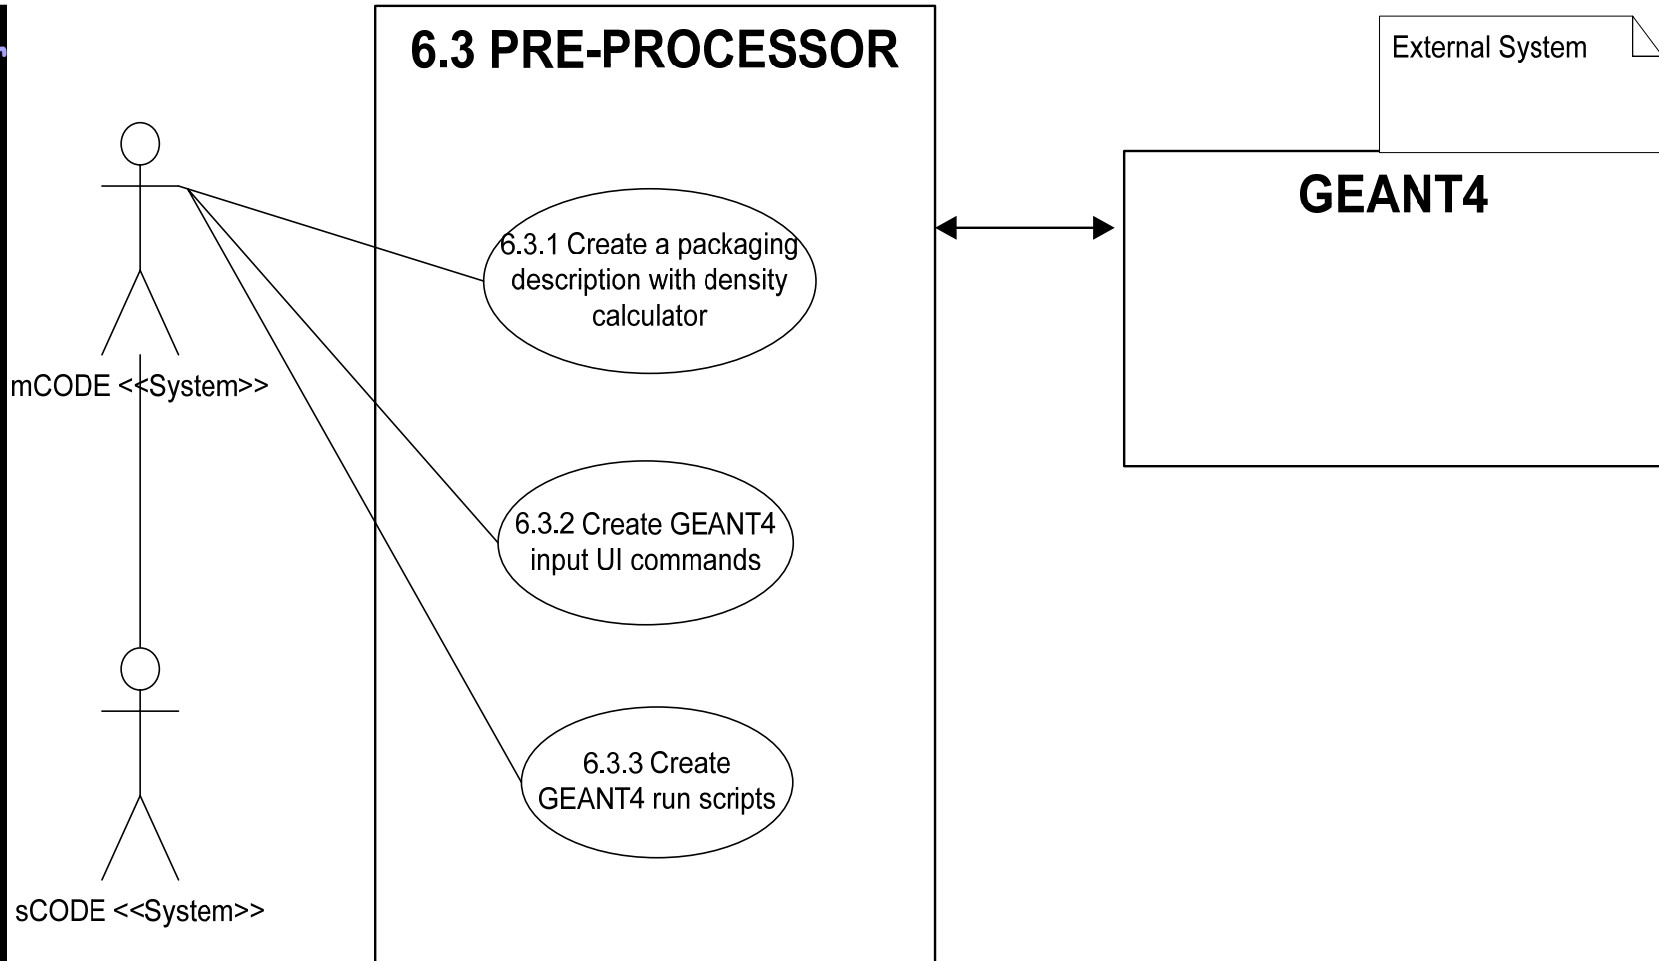 6.3 PRE-PROCESSOR
External System
GEANT4
6.3.1 Create a packaging
description with density
calculator
mCODE <<System>>
6.3.2 Create GEANT4
input UI commands
6.3.3 Create
GEANT4 run scripts
sCODE <<System>>